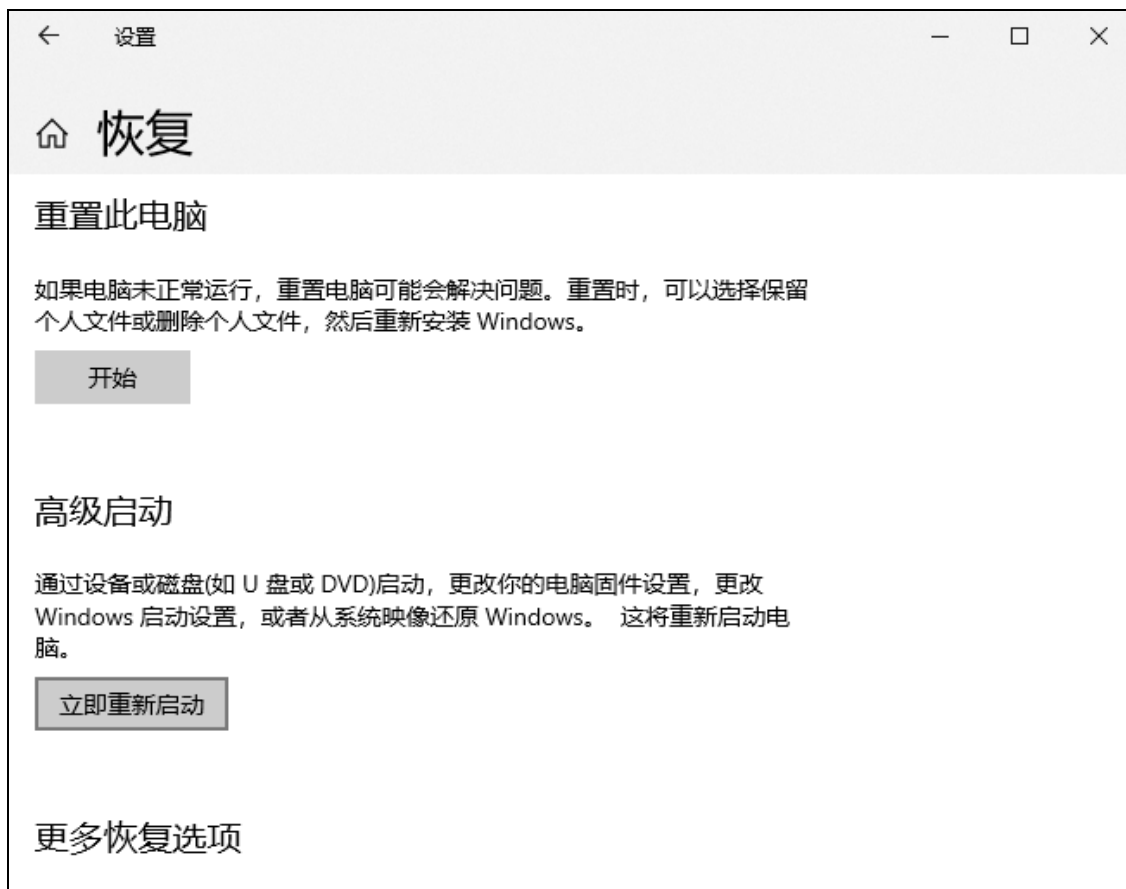 设置
恢复
重置此电脑
如果电脑未正常运行，重置电脑可能会解决问题。重置时，可以选择保留
个人文件或删除个人文件，然后重新安装 Windows。
开始
高级启动
通过设备或磁盘(如 U 盘或 DVD)启动，更改你的电脑固件设置，更改
Windows 启动设置，或者从系统映像还原 Windows。 这将重新启动电
脑。
立即重新启动
更多恢复选项